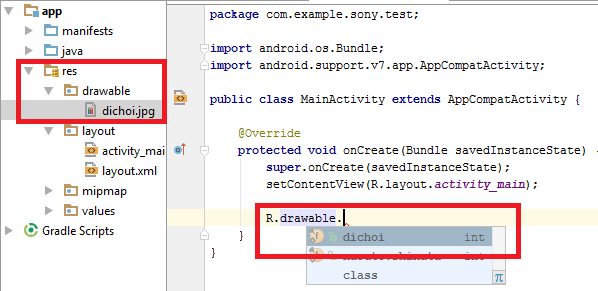 app
manifests
java
res
drawable
dichoi.jpg
layout
activity_mai
layout.xml
mipmap
values
Gradle Scripts
package com.example.sony.test;
import android.os.Bundle;
import android.support.v7.app.AppCompatActivity;
public class MainActivity extends AppCompatActivity {
@Override
protected void onCreate(Bundle savedInstanceState) {
super.onCreate(savedInstanceState);
setContentView(R.layout.activity_main);
R.drawable.
dichoi int
int
class
π
}
}